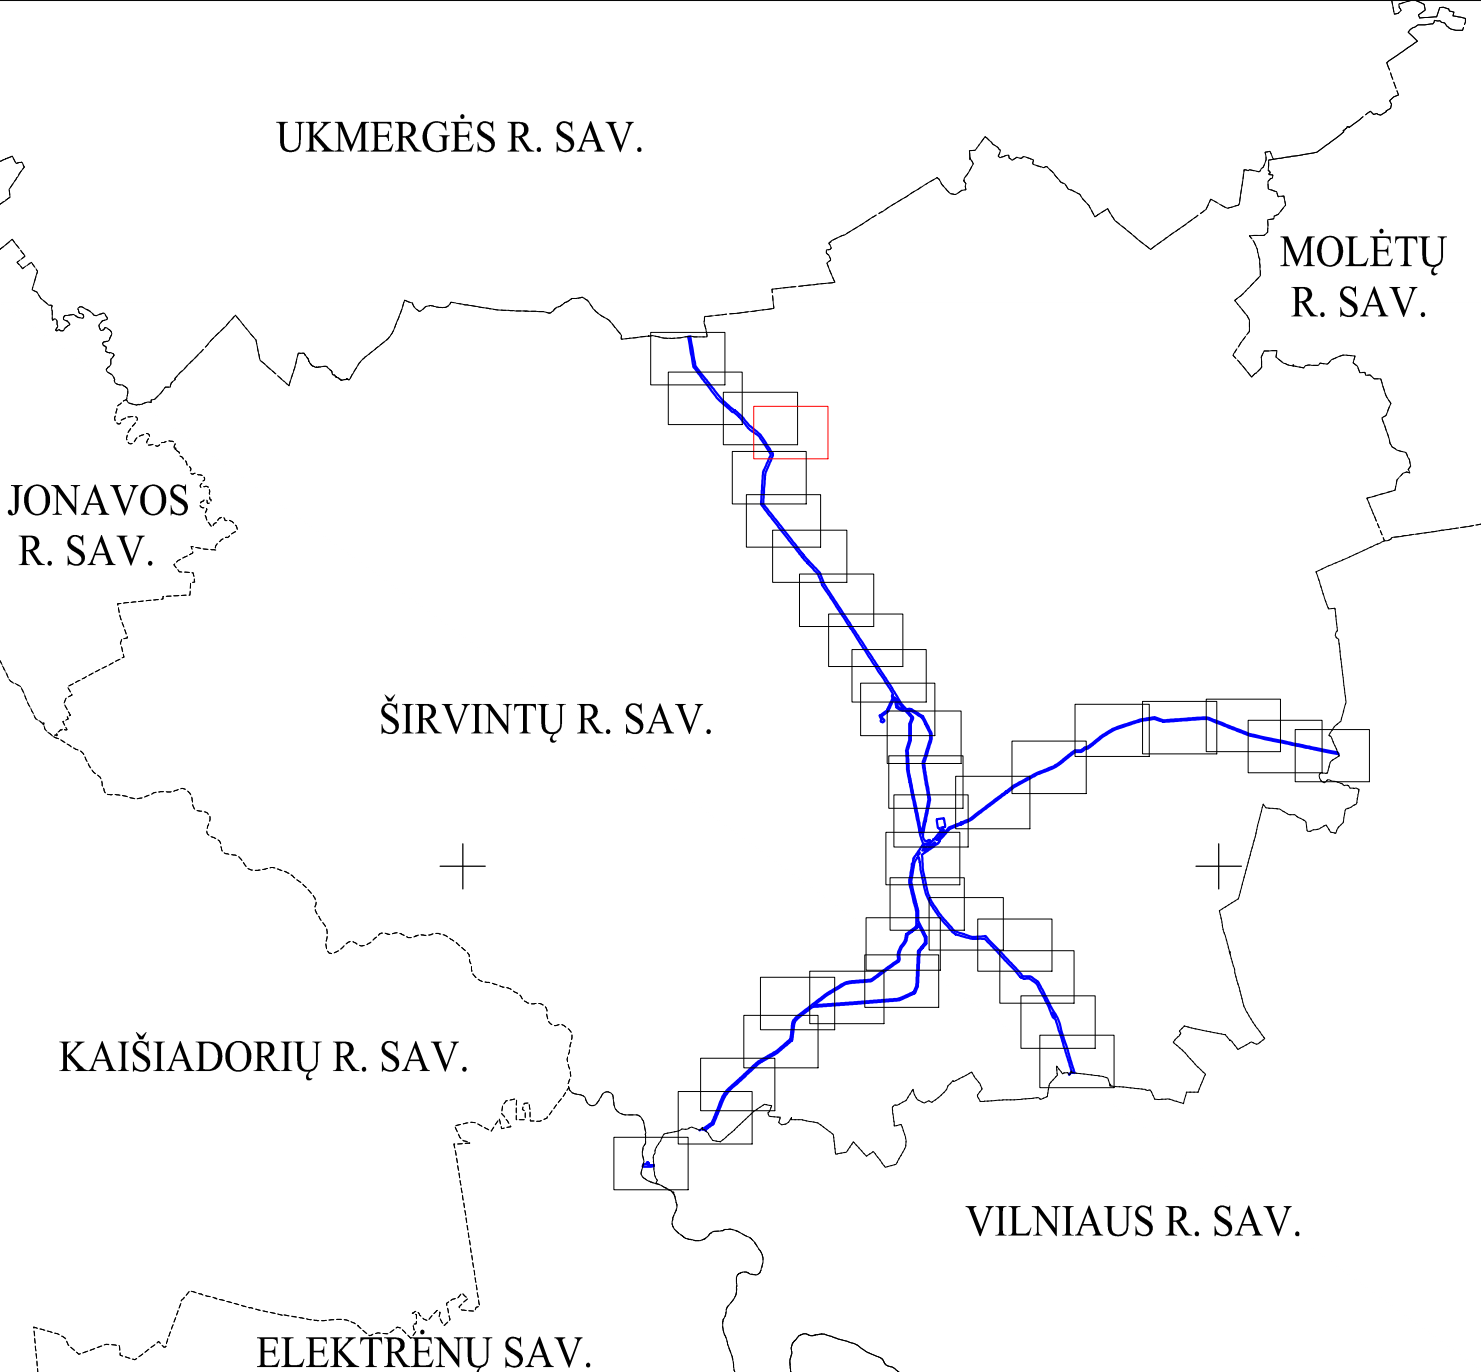 UKMERGĖS R. SAV.
MOLĖTŲ
R. SAV.
JONAVOS
R. SAV.
ŠIRVINTŲ R. SAV.
KAIŠIADORIŲ R. SAV.
VILNIAUS R. SAV.
ELEKTRĖNŲ SAV.